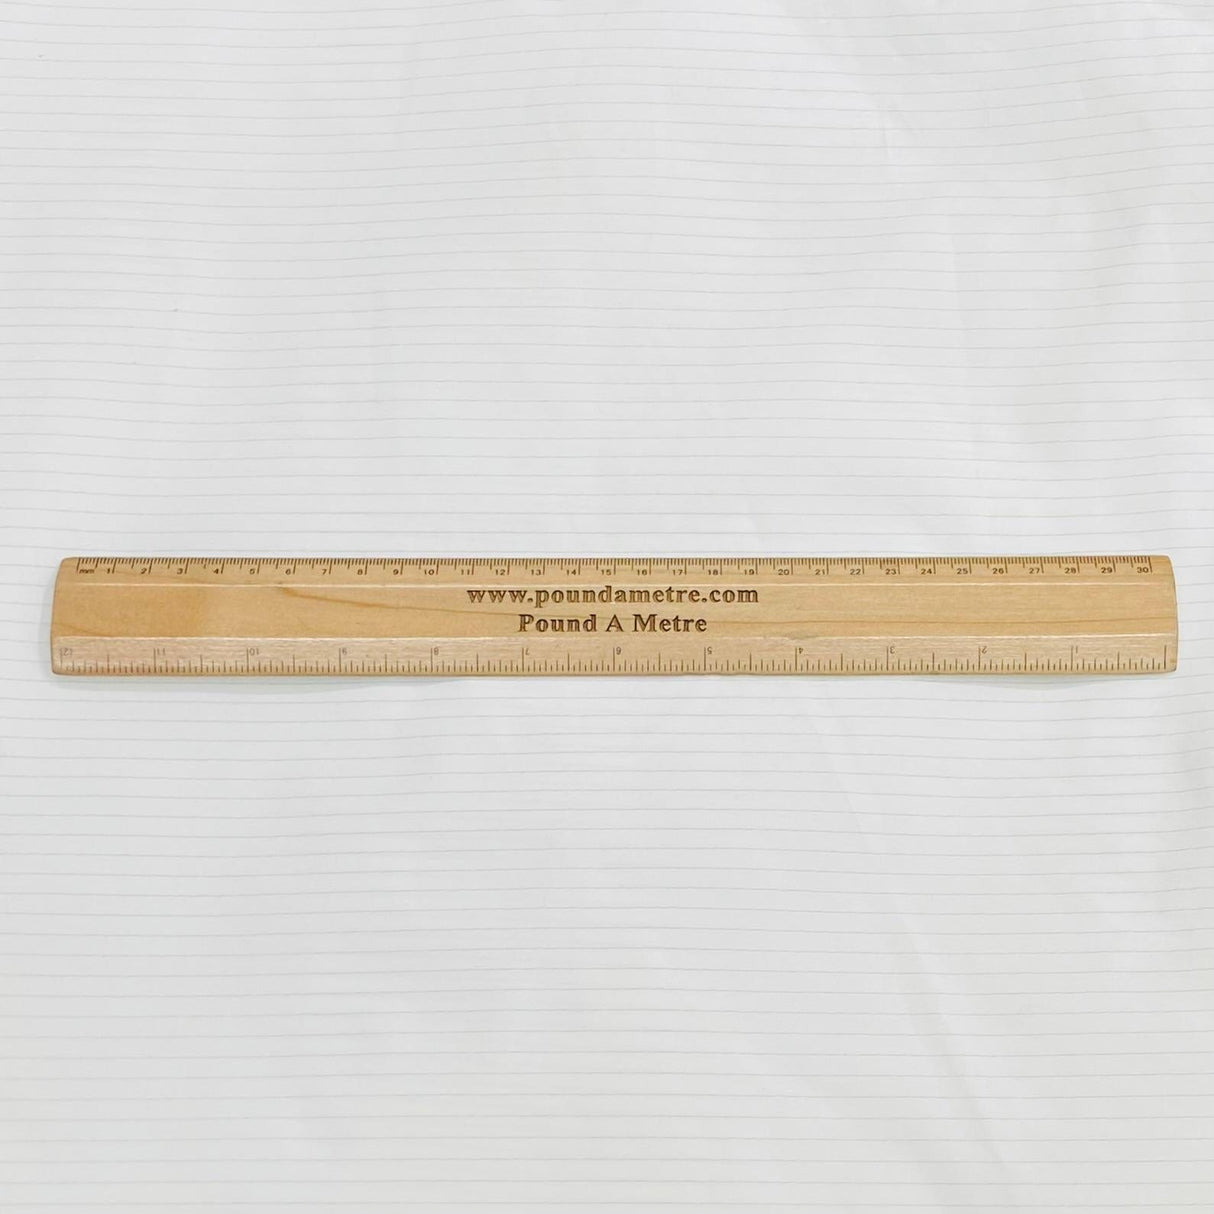 mm 1 2 3 4 5 6 7 8 9 10 11 12 13 14 15 16 17 18 19 20 21 22 23 24 25 26 27 28 29 30
www.poundametre.com
Pound A Metre
12 11 10 9 8 7 6 5 4 3 2 1